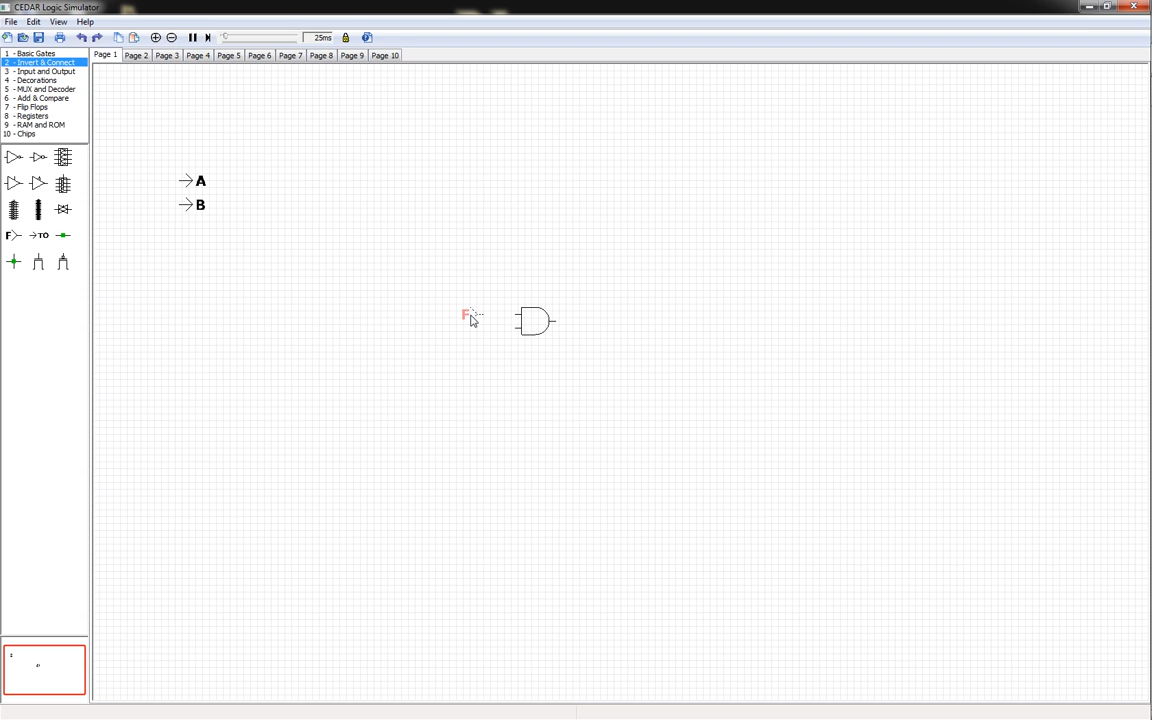 CEDAR Logic Simulator
File Edit View Help
25ms
1 - Basic Gates
2 - Invert & Connect
3 - Input and Output
4 - Decorations
5 - MUX and Decoder
6 - Add & Compare
7 - Flip Flops
8 - Registers
9 - RAM and ROM
10 - Chips
Page 1 Page 2 Page 3 Page 4 Page 5 Page 6 Page 7 Page 8 Page 9 Page 10
F TO
A
B
F